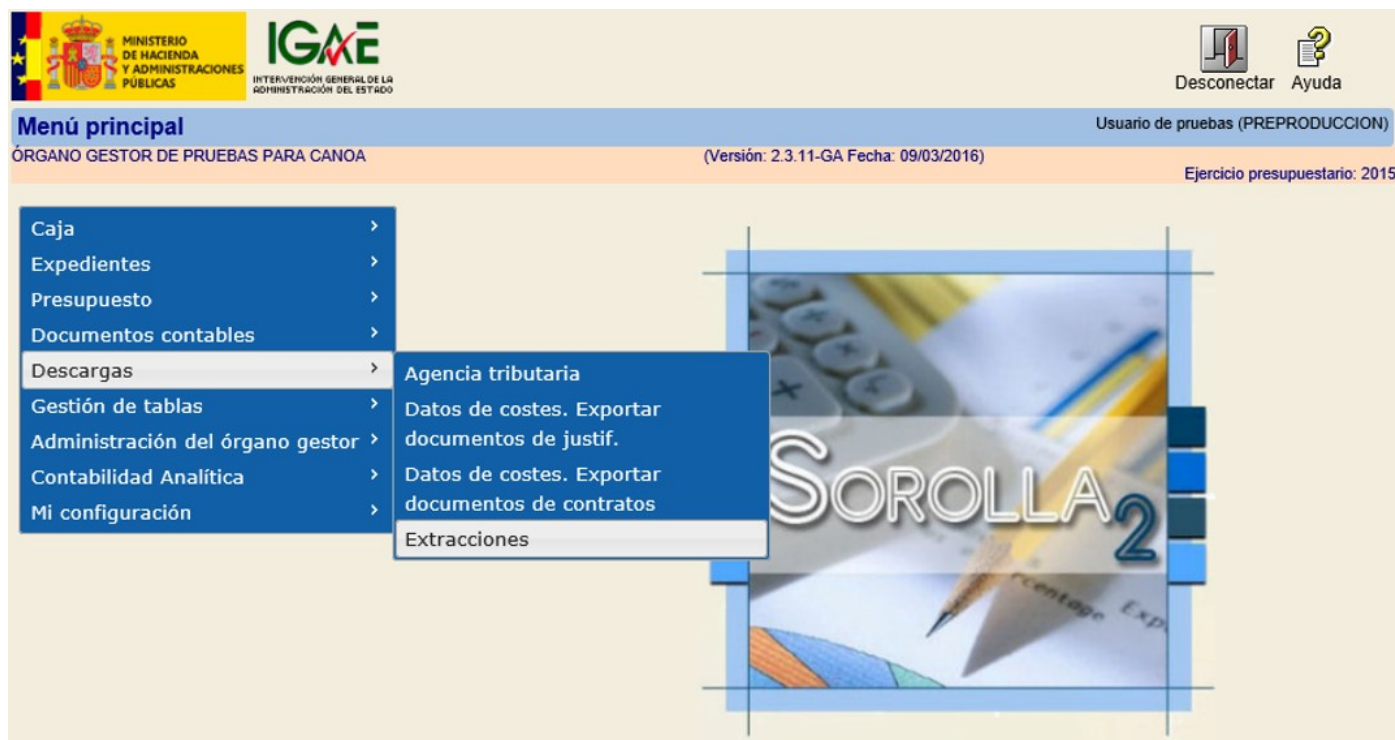 MINISTERIO
DE HACIENDA
Y ADMINISTRACIONES
PÚBLICAS
IGAE
INTERVENCIÓN GENERAL DE LA
ADMINISTRACIÓN DEL ESTADO
Desconectar Ayuda
Menú principal
Usuario de pruebas (PREPRODUCCION)
ÓRGANO GESTOR DE PRUEBAS PARA CANOA
(Versión: 2.3.11-GA Fecha: 09/03/2016)
Ejercicio presupuestario: 2015
Caja
Expedientes
Presupuesto
Documentos contables
Descargas
Gestión de tablas
Administración del órgano gestor
Contabilidad Analítica
Mi configuración
Agencia tributaria
Datos de costes. Exportar
documentos de justif.
Datos de costes. Exportar
documentos de contratos
Extracciones
SOROLLA2